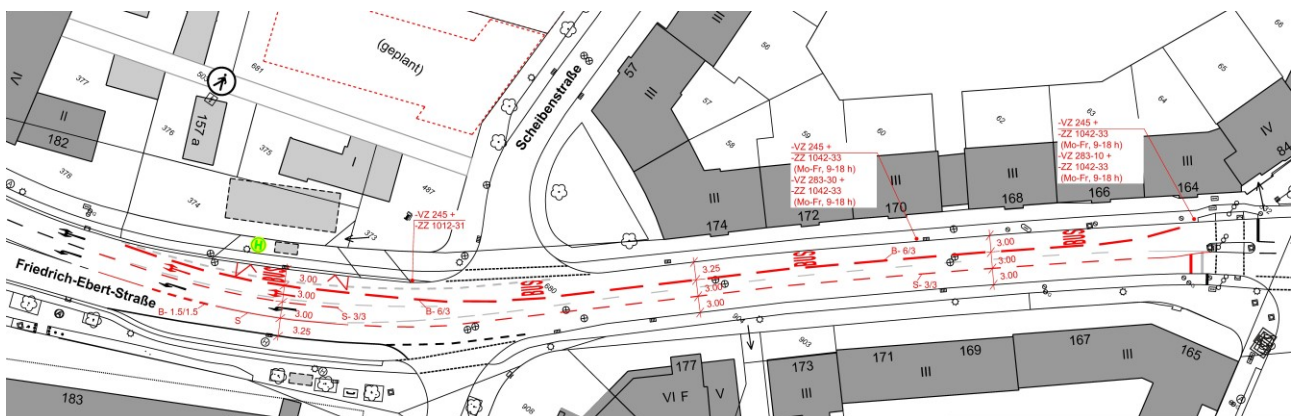 IV
377
II
182
378
376
157 a
681
(geplant)
375
I
374
487
373
H
Scheibenstraße
57
III
56
57
58
59
60
62
63
64
65
66
III
174
172
III
170
III
168
166
III
164
IV
84
-VZ 245 +
-ZZ 1042-33
(Mo-Fr, 9-18 h)
-VZ 283-30 +
-ZZ 1042-33
(Mo-Fr, 9-18 h)
-VZ 245 +
-ZZ 1042-33
(Mo-Fr, 9-18 h)
-VZ 283-10 +
-ZZ 1042-33
(Mo-Fr, 9-18 h)
-VZ 245 +
-ZZ 1012-31
Friedrich-Ebert-Straße
BUS
BUS
BUS
BUS
3.00
3.00
3.00
3.25
B- 1.5/1.5
S
S- 3/3
B- 6/3
680
3.25
3.00
3.00
B- 6/3
S- 3/3
3.00
3.00
3.00
904
903
908
183
177
VI F
V
173
III
171
III
169
167
III
165